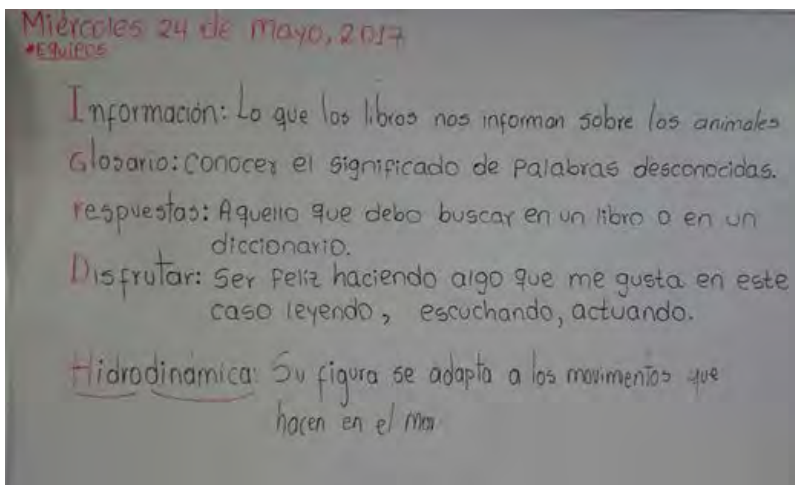 Miércoles 24 de Mayo, 2017
*Equipos
Información: Lo que los libros nos informan sobre los animales
Glosario: Conocer el significado de Palabras desconocidas.
respuestas: Aquello que debo buscar en un libro o en un
diccionario.
Disfrutar: Ser feliz haciendo algo que me gusta en este
caso leyendo, escuchando, actuando.
Hidrodinámica: Su figura se adapta a los movimientos que
hacen en el mar